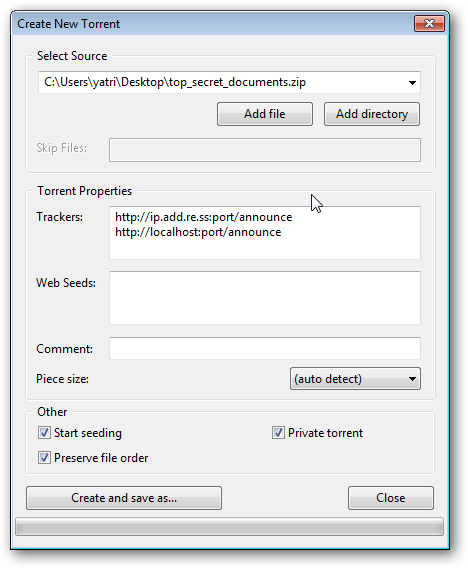 Create New Torrent
Select Source
C:\Users\yatri\Desktop\top_secret_documents.zip
Add file
Add directory
Skip Files:
Torrent Properties
Trackers:
http://ip.add.re.ss:port/announce
http://localhost:port/announce
Web Seeds:
Comment:
Piece size:
(auto detect)
Other
Start seeding
Private torrent
Preserve file order
Create and save as...
Close